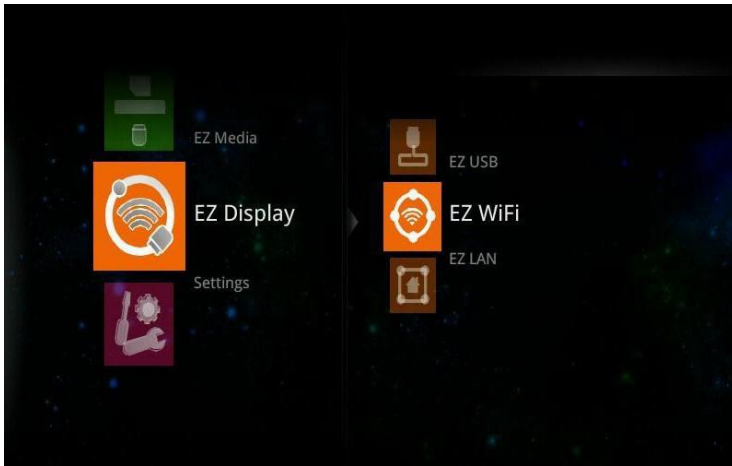 EZ Media
EZ Display
Settings
EZ USB
EZ WiFi
EZ LAN